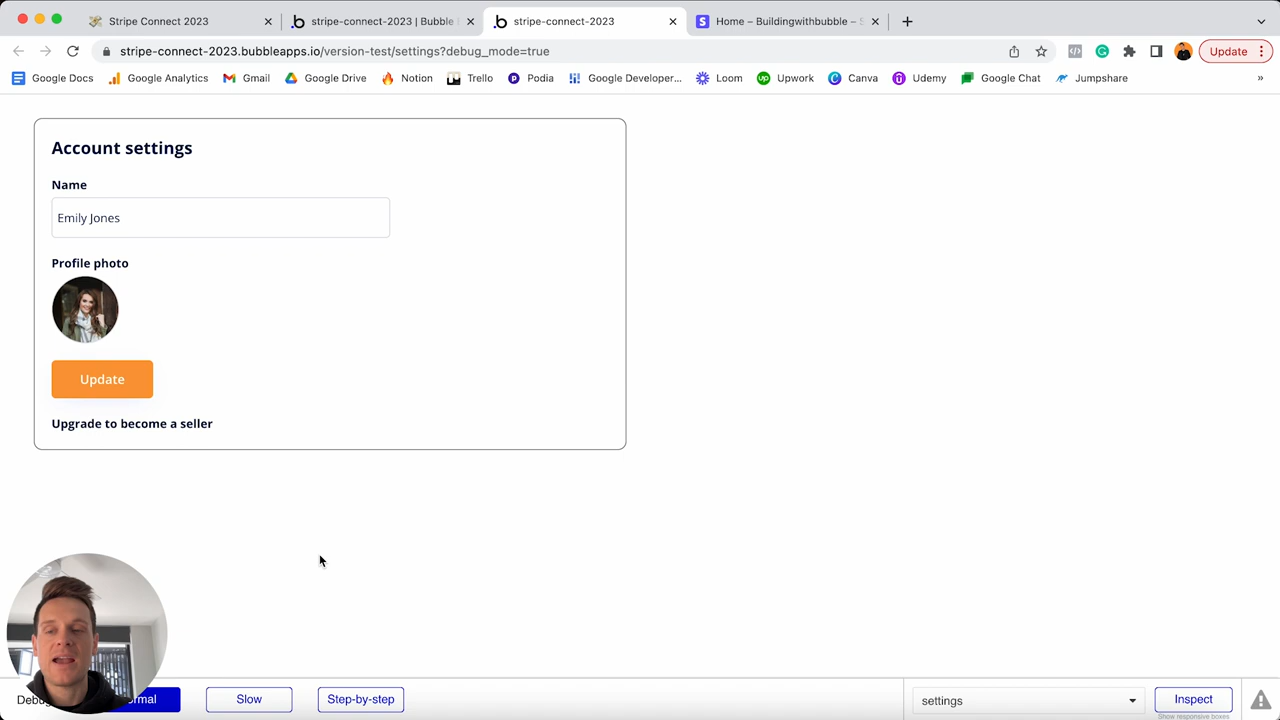 Stripe Connect 2023
stripe-connect-2023 | Bubble
stripe-connect-2023
Home – Buildingwithbubble – S
stripe-connect-2023.bubbleapps.io/version-test/settings?debug_mode=true
Update
Google Docs
Google Analytics
Gmail
Google Drive
Notion
Trello
Podia
Google Developer...
Loom
Upwork
Canva
Udemy
Google Chat
Jumpshare
»
Account settings
Name
Emily Jones
Profile photo
Update
Upgrade to become a seller
Slow
Step-by-step
settings
Inspect
Show responsive boxes